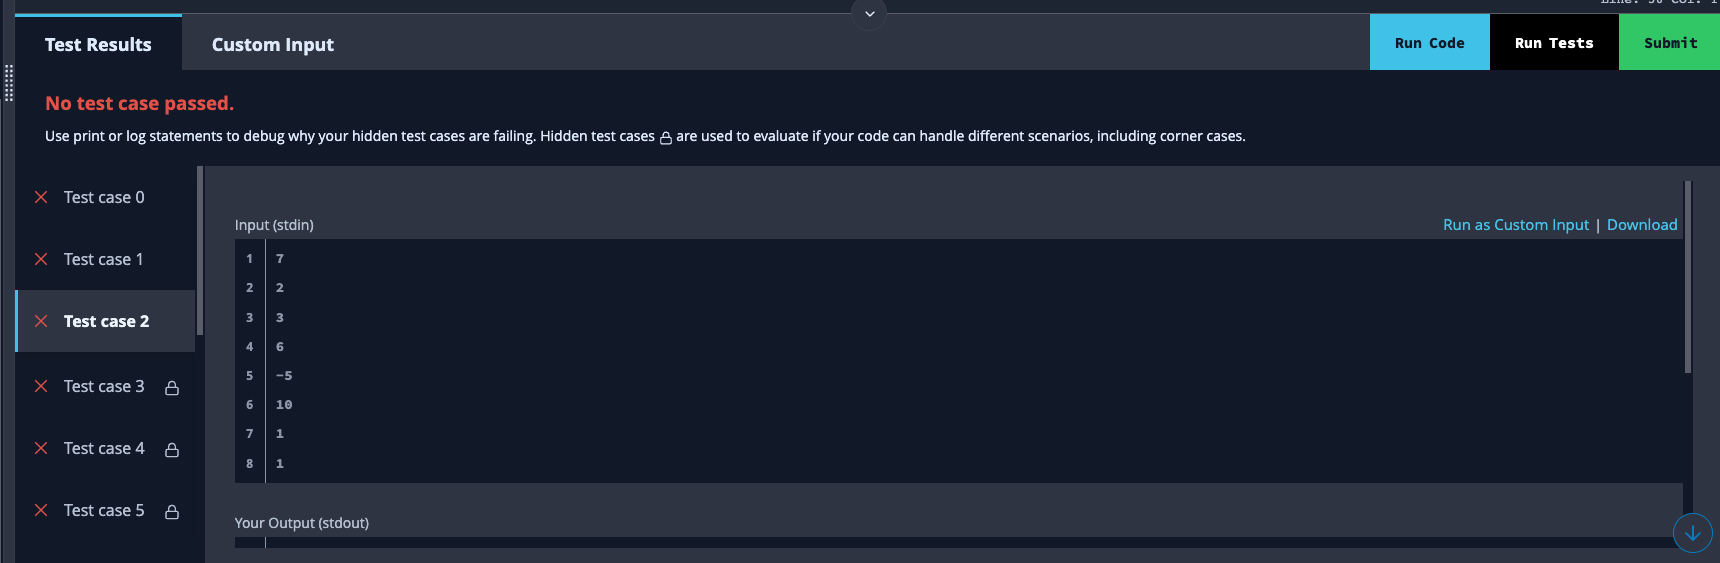 Test Results
Custom Input
Run Code
Run Tests
Submit
No test case passed.
Use print or log statements to debug why your hidden test cases are failing. Hidden test cases are used to evaluate if your code can handle different scenarios, including corner cases.
Test case 0
Test case 1
Test case 2
Test case 3
Test case 4
Test case 5
Input (stdin)
Run as Custom Input | Download
1 7
2 2
3 3
4 6
5 -5
6 10
7 1
8 1
Your Output (stdout)